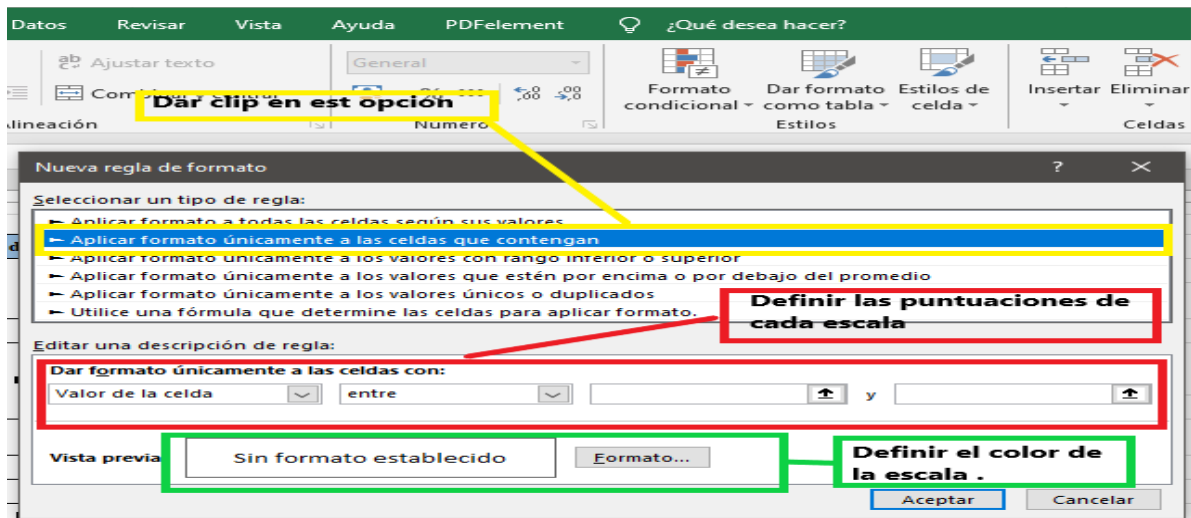 Datos Revisar Vista Ayuda PDFelement ¿Qué desea hacer?
Ajustar texto General Formato Dar formato Estilos de Insertar Eliminar
condicional como tabla celda
Dar clip en est opción
Alineación Número Estilos Celdas
Nueva regla de formato ? ×
Seleccionar un tipo de regla:
► Aplicar formato a todas las celdas según sus valores
► Aplicar formato únicamente a las celdas que contengan
► Aplicar formato únicamente a los valores con rango inferior o superior
► Aplicar formato únicamente a los valores que estén por encima o por debajo del promedio
► Aplicar formato únicamente a los valores únicos o duplicados
► Utilice una fórmula que determine las celdas para aplicar formato.
Definir las puntuaciones de
cada escala
Editar una descripción de regla:
Dar formato únicamente a las celdas con:
Valor de la celda entre y
Vista previa Sin formato establecido Formato...
Definir el color de
la escala .
Aceptar Cancelar